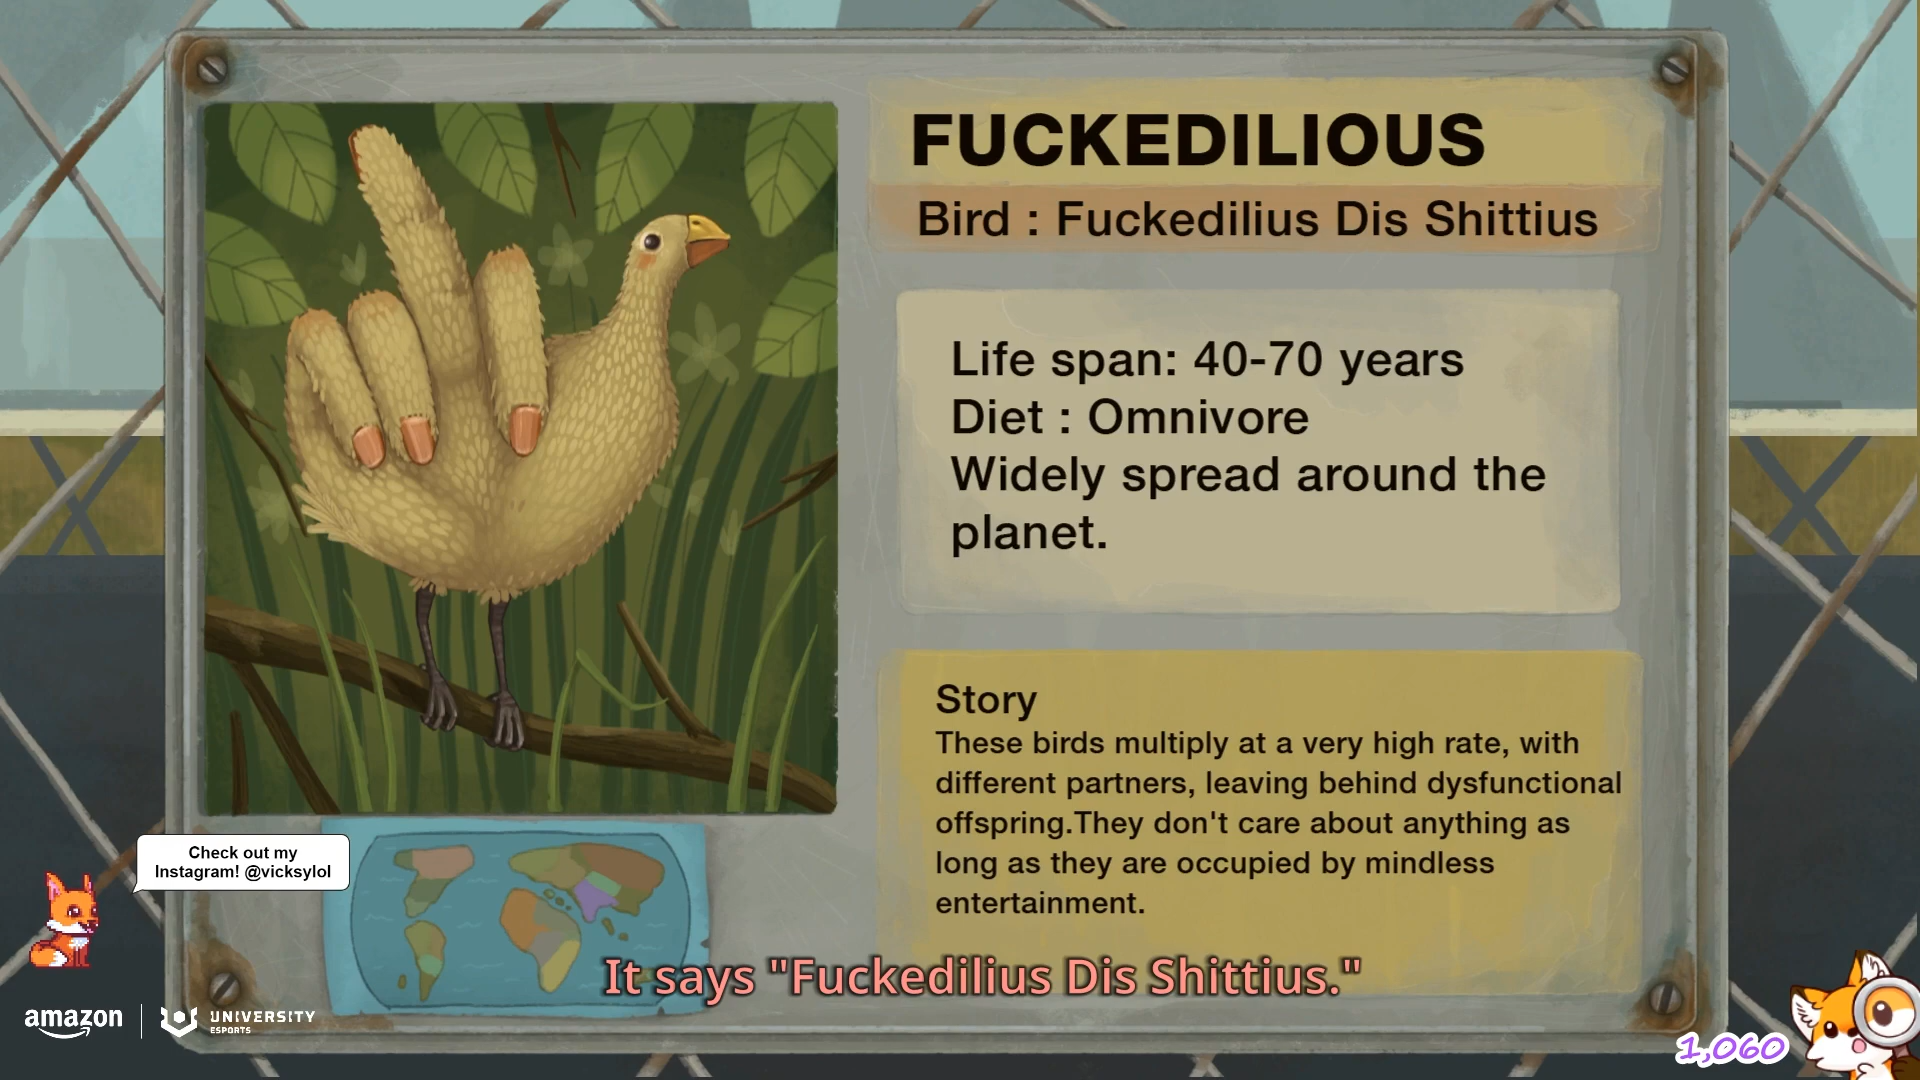 FUCKEDILIOUS
Bird : Fuckedilius Dis Shittius
Life span: 40-70 years
Diet : Omnivore
Widely spread around the
planet.
Story
These birds multiply at a very high rate, with
different partners, leaving behind dysfunctional
offspring.They don't care about anything as
long as they are occupied by mindless
entertainment.
Check out my
Instagram! @vicksylol
It says "Fuckedilius Dis Shittius."
amazon
UNIVERSITY
ESPORTS
1,060